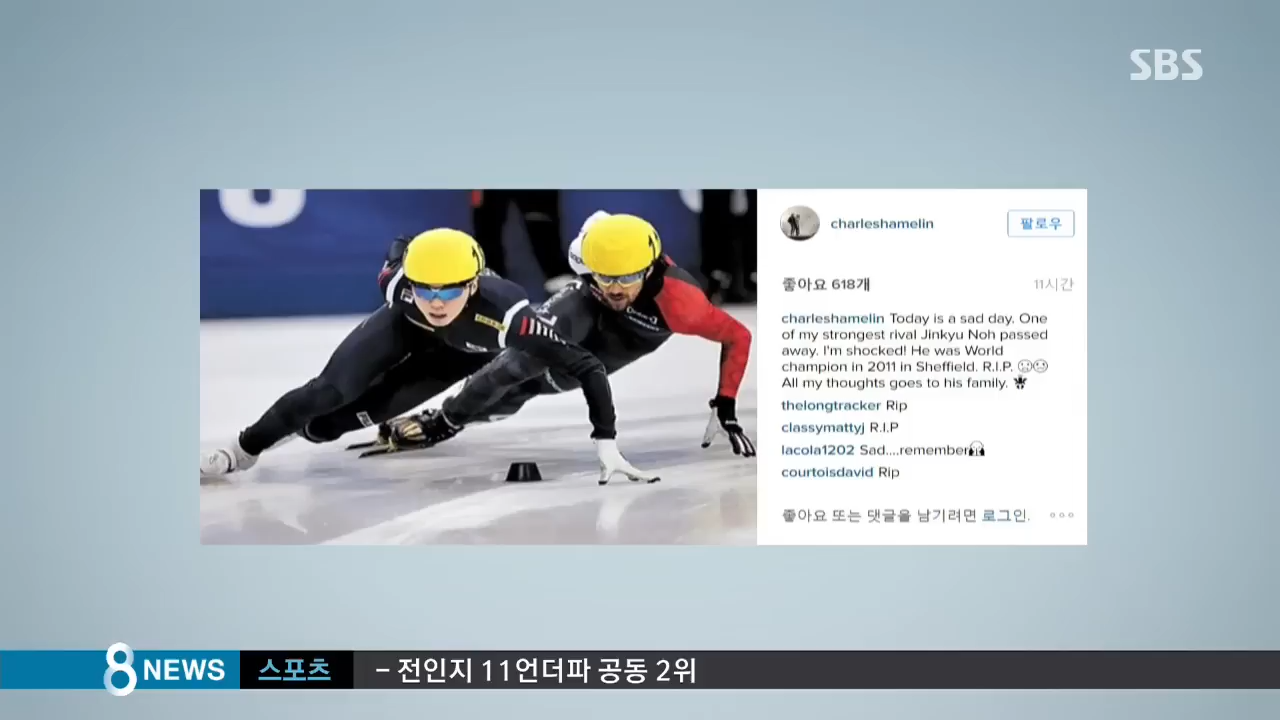 SBS
charleshamelin
팔로우
좋아요 618개
11시간
charleshamelin Today is a sad day. One
of my strongest rival Jinkyu Noh passed
away. I'm shocked! He was World
champion in 2011 in Sheffield. R.I.P.
All my thoughts goes to his family.
thelongtracker Rip
classymattyj R.I.P
lacola1202 Sad....remember
courtoisdavid Rip
좋아요 또는 댓글을 남기려면 로그인.
8 NEWS
스포츠
- 전인지 11언더파 공동 2위